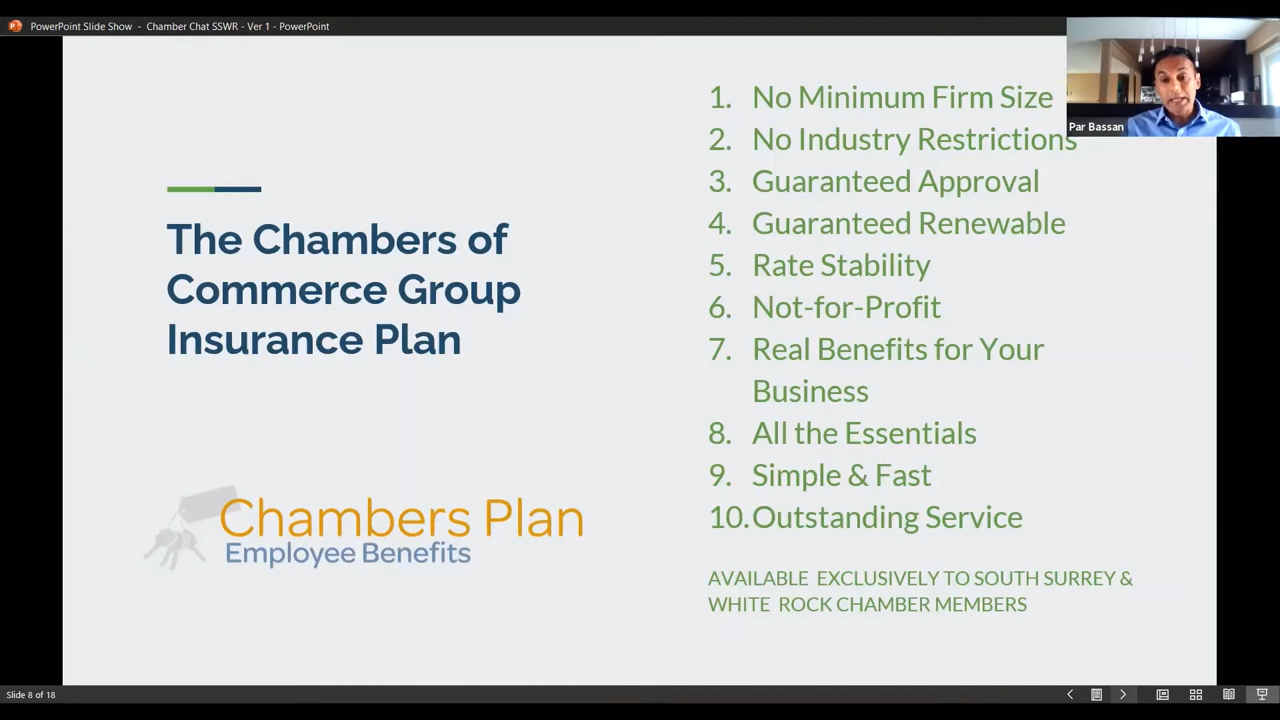 PowerPoint Slide Show - Chamber Chat SSWR - Ver 1 - PowerPoint
Par Bassan
The Chambers of
Commerce Group
Insurance Plan
Chambers Plan
Employee Benefits
1. No Minimum Firm Size
2. No Industry Restrictions
3. Guaranteed Approval
4. Guaranteed Renewable
5. Rate Stability
6. Not-for-Profit
7. Real Benefits for Your
Business
8. All the Essentials
9. Simple & Fast
10. Outstanding Service
AVAILABLE EXCLUSIVELY TO SOUTH SURREY &
WHITE ROCK CHAMBER MEMBERS
Slide 8 of 18